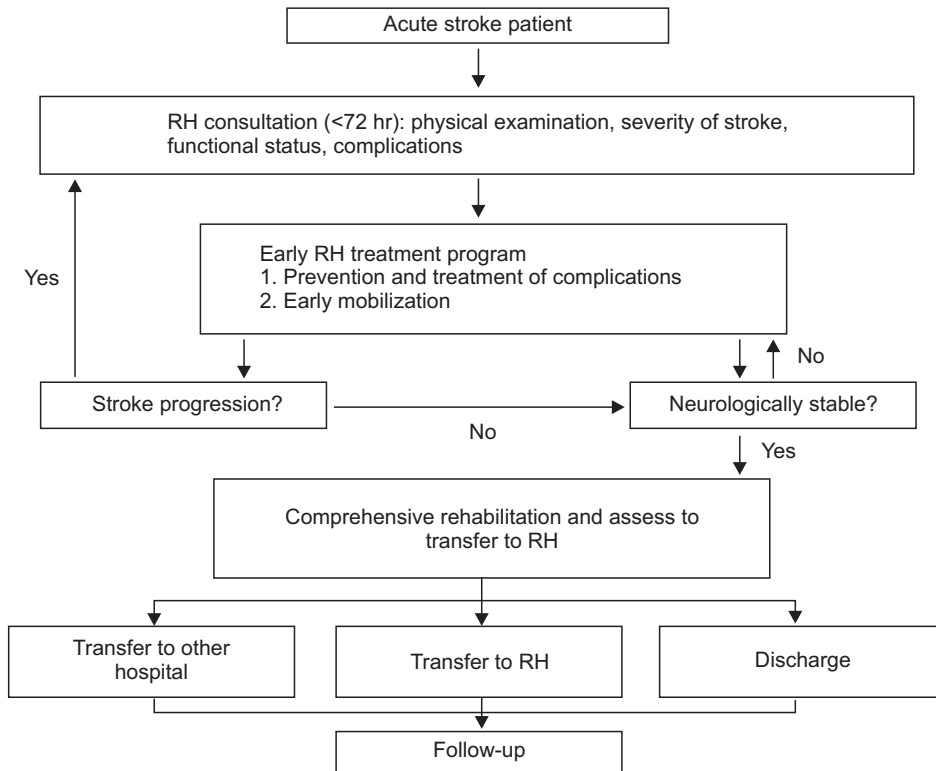 Acute stroke patient
RH consultation (<72 hr): physical examination, severity of stroke,
functional status, complications
Early RH treatment program
1. Prevention and treatment of complications
2. Early mobilization
Yes
No
Stroke progression?
Neurologically stable?
No
Yes
Comprehensive rehabilitation and assess to
transfer to RH
Transfer to other
hospital
Transfer to RH
Discharge
Follow-up